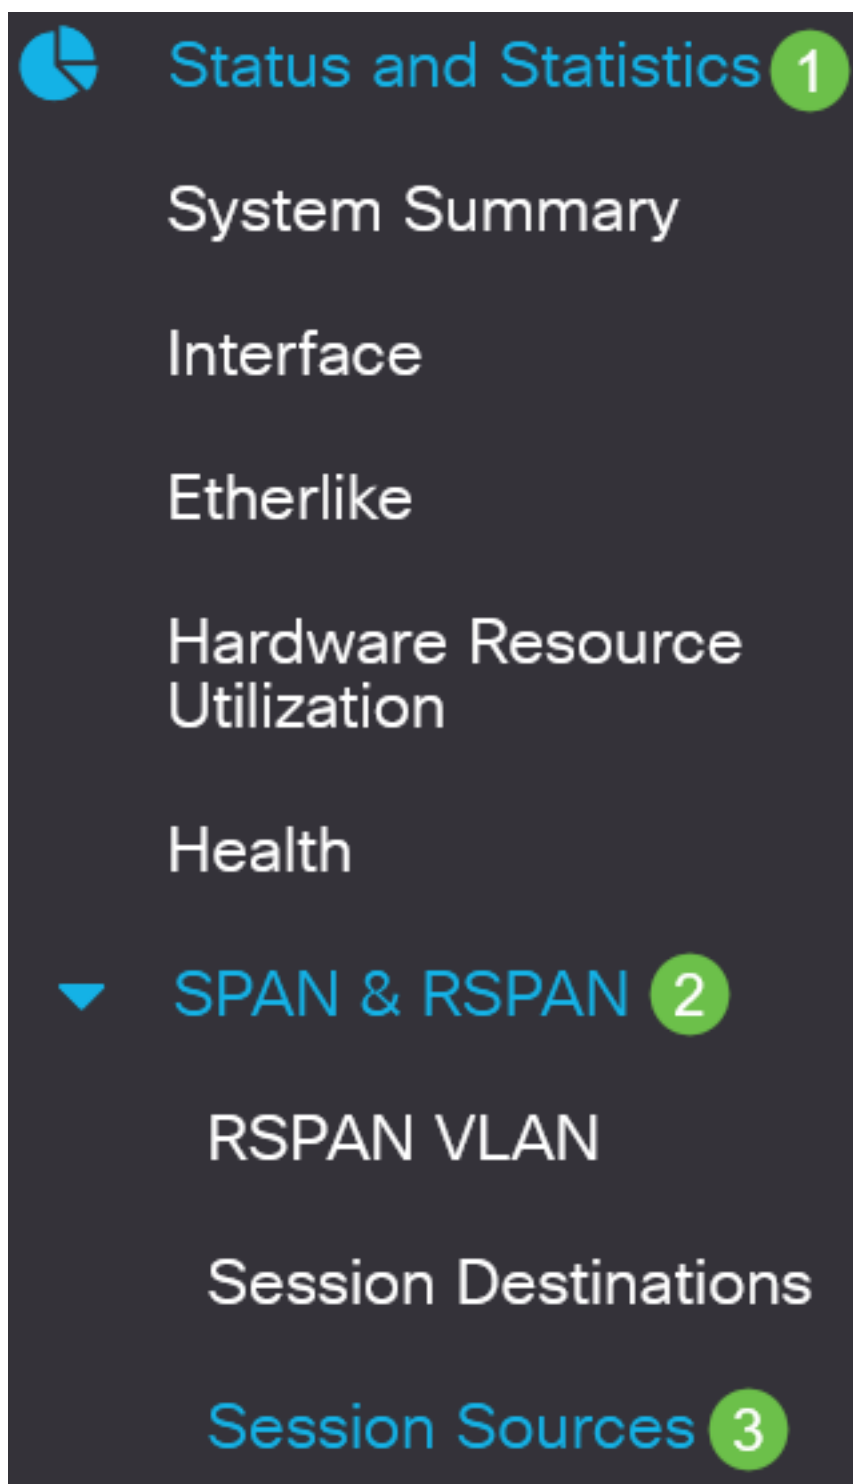 Status and Statistics 1
System Summary
Interface
Etherlike
Hardware Resource
Utilization
Health
SPAN & RSPAN 2
RSPAN VLAN
Session Destinations
Session Sources 3